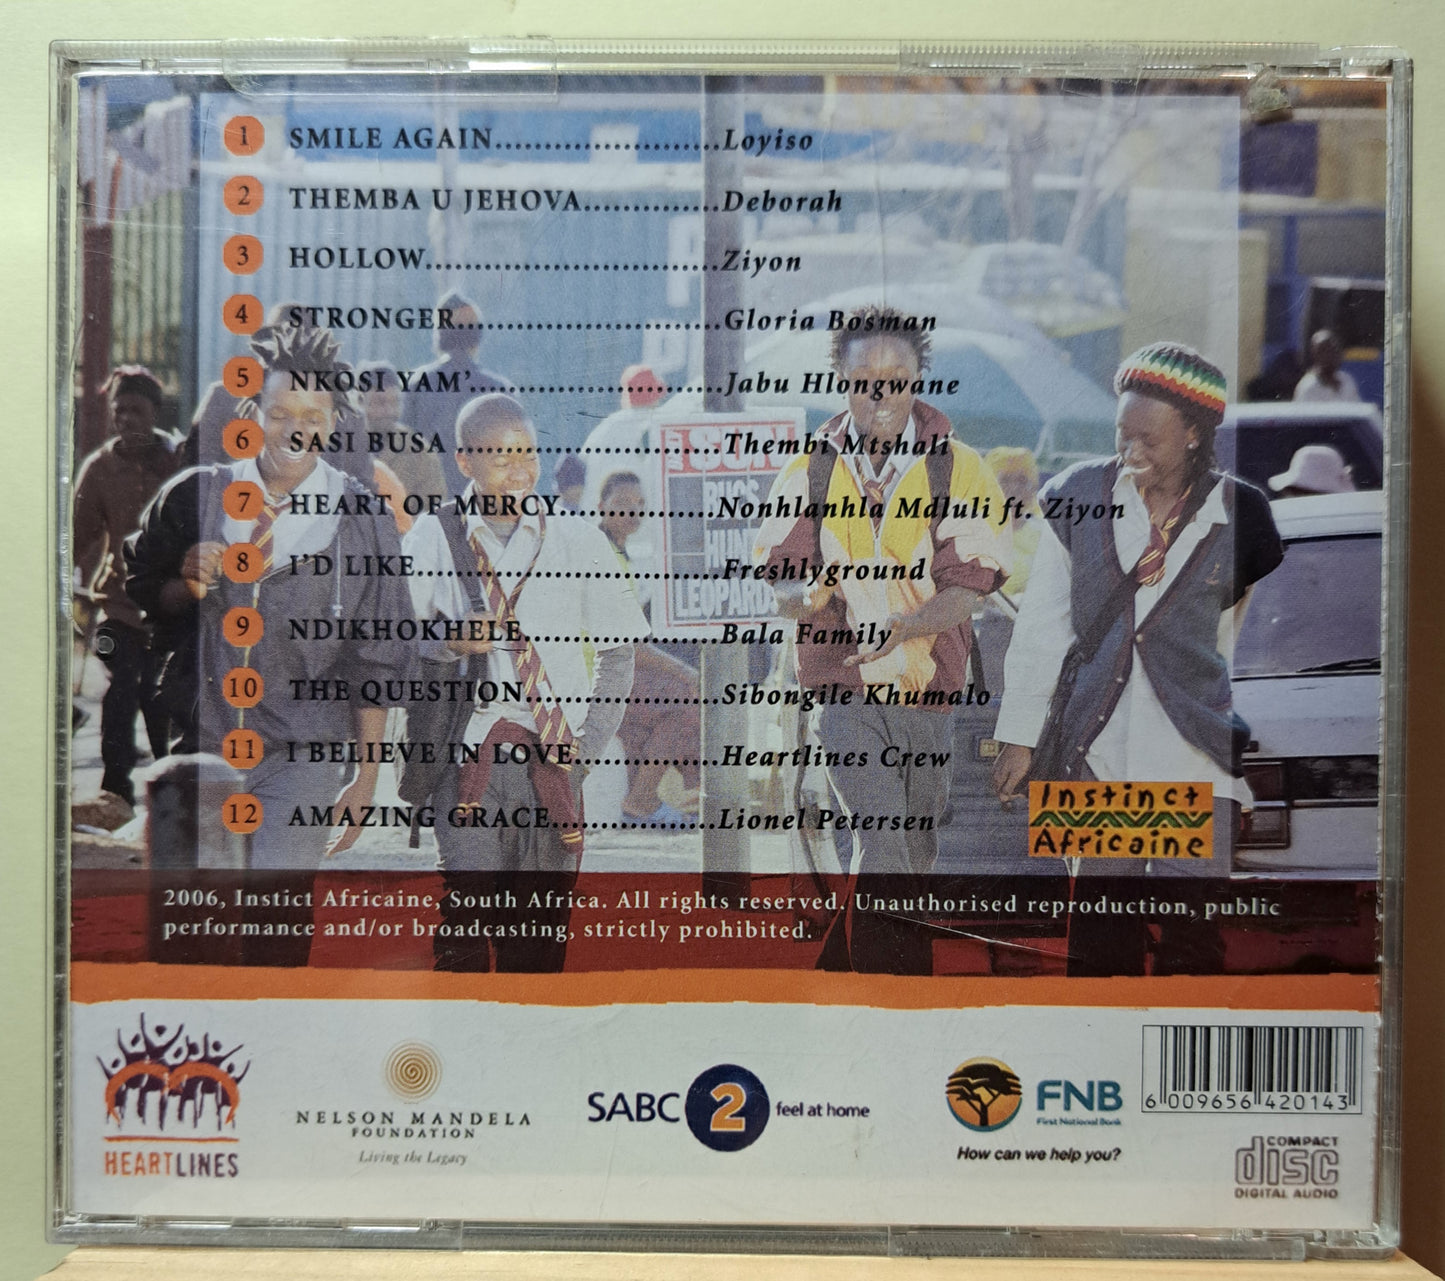 1 SMILE AGAIN.......................Loyiso
2 THEMBA U JEHOVA..............Deborah
3 HOLLOW..............................Ziyon
4 STRONGER...........................Gloria Bosman
5 NKOSI YAM'..........................Jabu Hlongwane
6 SASI BUSA ...........................Thembi Mtshali
7 HEART OF MERCY................Nonhlanhla Mdluli ft. Ziyon
8 I'D LIKE...............................Freshlyground
9 NDIKHOKHELE....................Bala Family
10 THE QUESTION....................Sibongile Khumalo
11 I BELIEVE IN LOVE...............Heartlines Crew
12 AMAZING GRACE.................Lionel Petersen
SUN
BUCS
HUNT
LEOPARDS
Instinct
Africaine
2006, Instict Africaine, South Africa. All rights reserved. Unauthorised reproduction, public
performance and/or broadcasting, strictly prohibited.
HEARTLINES
NELSON MANDELA
FOUNDATION
Living the Legacy
SABC 2 feel at home
FNB
First National Bank
How can we help you?
6 009656 420143
COMPACT
disc
DIGITAL AUDIO